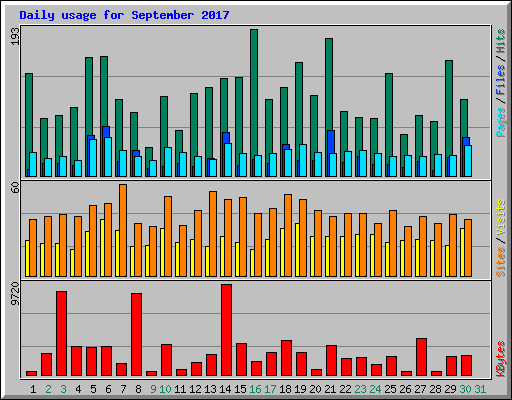 Daily usage for September 2017
193
Pages / Files / Hits
60
Sites / Visits
9720
KBytes
1 2 3 4 5 6 7 8 9 10 11 12 13 14 15 16 17 18 19 20 21 22 23 24 25 26 27 28 29 30 31